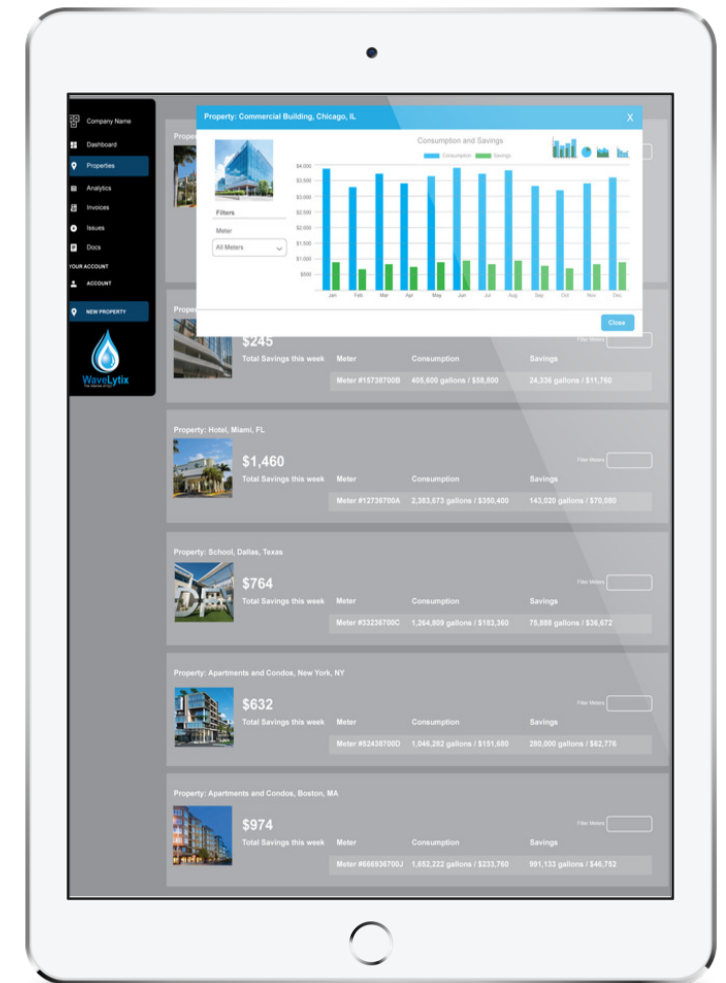 Company Name
Dashboard
Properties
Analytics
Invoices
Issues
Docs
YOUR ACCOUNT
ACCOUNT
NEW PROPERTY
WaveLytix
Property: Commercial Building, Chicago, IL
X
Consumption and Savings
Consumption Savings
Filters
Meter
All Meters
$4,000
$3,500
$3,000
$2,500
$2,000
$1,500
$1,000
$500
Jan Feb Mar Apr May Jun Jul Aug Sep Oct Nov Dec
Close
$245
Filter Meters
Total Savings this week Meter Consumption Savings
Meter #15738700B 405,600 gallons / $58,800 24,336 gallons / $11,760
Property: Hotel, Miami, FL
$1,460
Filter Meters
Total Savings this week Meter Consumption Savings
Meter #12736700A 2,383,673 gallons / $350,400 143,020 gallons / $70,080
Property: School, Dallas, Texas
$764
Filter Meters
Total Savings this week Meter Consumption Savings
Meter #33236700C 1,264,809 gallons / $183,360 75,888 gallons / $36,672
Property: Apartments and Condos, New York, NY
$632
Filter Meters
Total Savings this week Meter Consumption Savings
Meter #82438700D 1,046,282 gallons / $151,680 280,000 gallons / $62,776
Property: Apartments and Condos, Boston, MA
$974
Filter Meters
Total Savings this week Meter Consumption Savings
Meter #666936700J 1,652,222 gallons / $233,760 991,133 gallons / $46,752